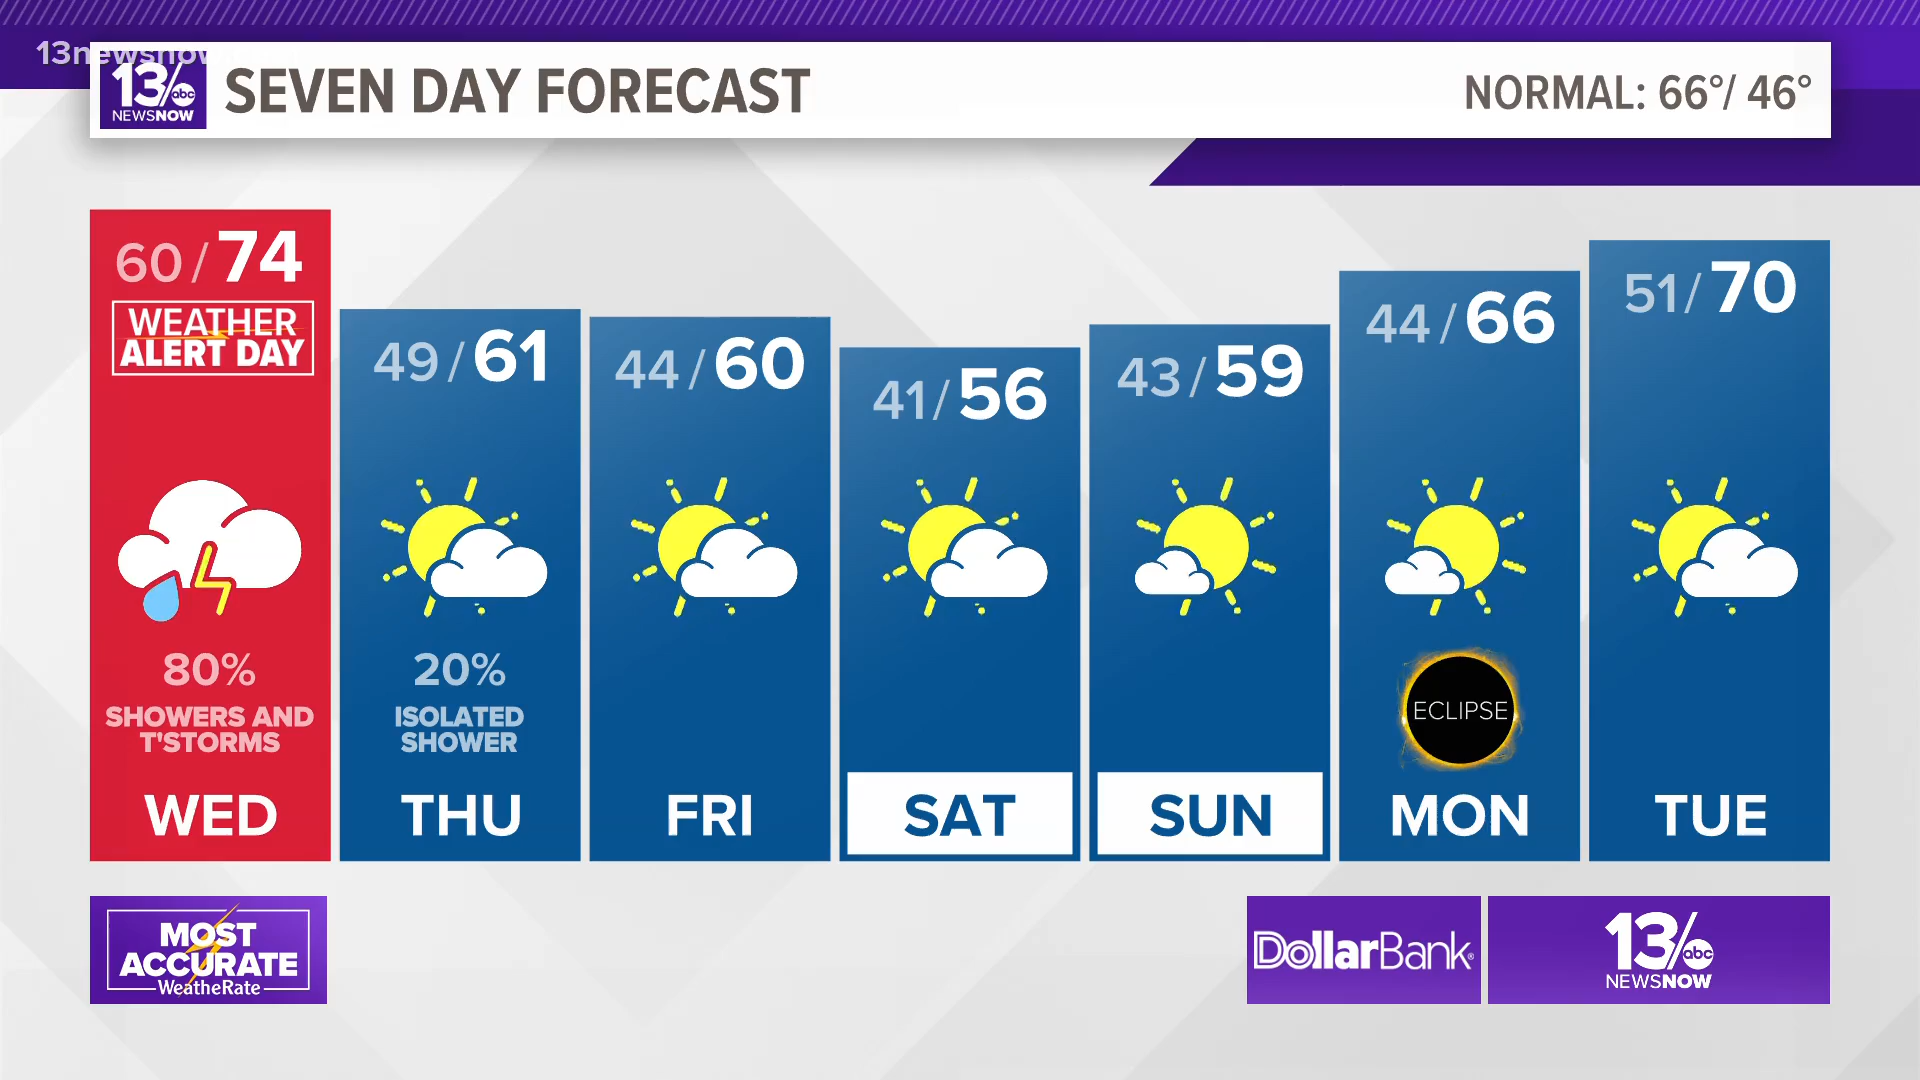 13newsnow
13 abc
NEWSNOW
SEVEN DAY FORECAST
NORMAL: 66°/ 46°
60/74
WEATHER
ALERT DAY
80%
SHOWERS AND
T'STORMS
WED
49/61
20%
ISOLATED
SHOWER
THU
44/60
FRI
41/56
SAT
43/59
SUN
44/66
ECLIPSE
MON
51/70
TUE
MOST
ACCURATE
WeatheRate
DollarBank®
13 abc
NEWSNOW